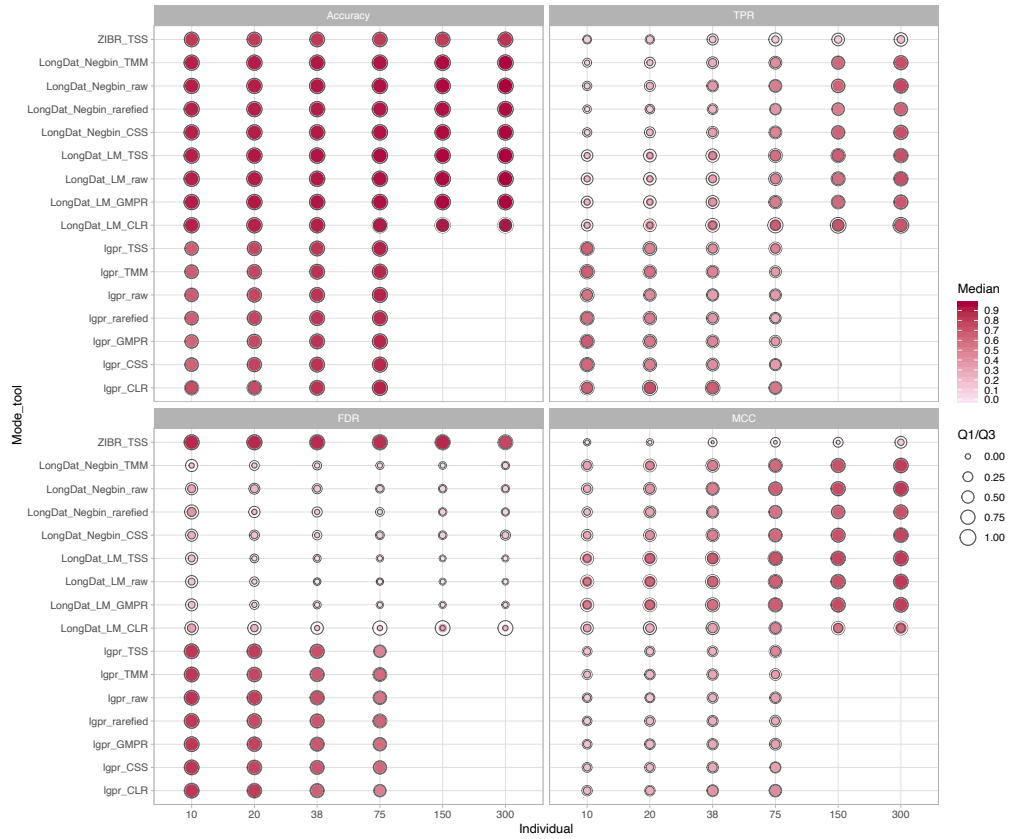 Accuracy
TPR
ZIBR_TSS
LongDat_Negbin_TMM
LongDat_Negbin_raw
LongDat_Negbin_rarefied
LongDat_Negbin_CSS
LongDat_LM_TSS
LongDat_LM_raw
LongDat_LM_GMPR
LongDat_LM_CLR
lgpr_TSS
lgpr_TMM
lgpr_raw
lgpr_rarefied
lgpr_GMPR
lgpr_CSS
lgpr_CLR
Mode_tool
FDR
MCC
ZIBR_TSS
LongDat_Negbin_TMM
LongDat_Negbin_raw
LongDat_Negbin_rarefied
LongDat_Negbin_CSS
LongDat_LM_TSS
LongDat_LM_raw
LongDat_LM_GMPR
LongDat_LM_CLR
lgpr_TSS
lgpr_TMM
lgpr_raw
lgpr_rarefied
lgpr_GMPR
lgpr_CSS
lgpr_CLR
10 20 38 75 150 300 10 20 38 75 150 300
Individual
Median
0.9
0.8
0.7
0.6
0.5
0.4
0.3
0.2
0.1
0.0
Q1/Q3
0.00
0.25
0.50
0.75
1.00